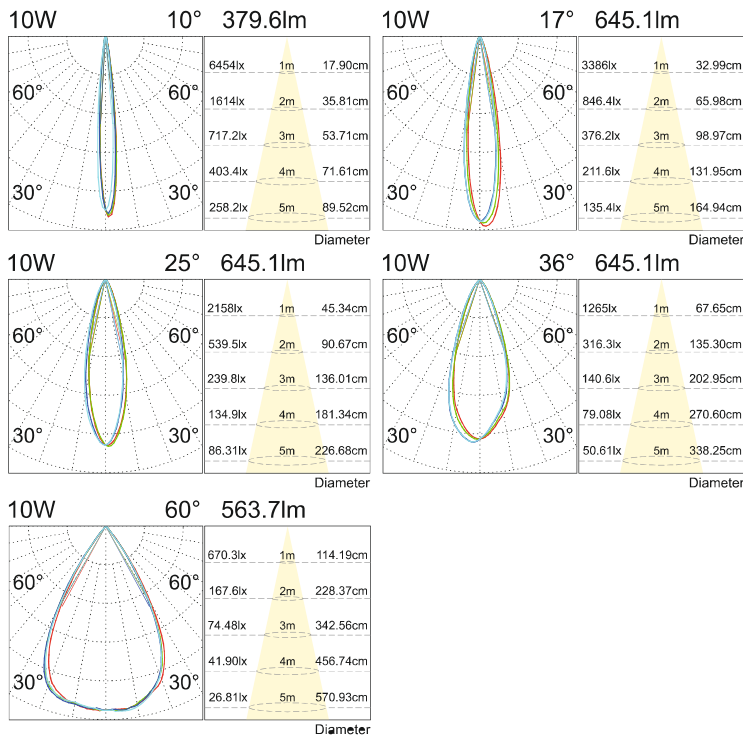 10W 10° 379.6lm
6454lx 1m 17.90cm
60° 60°
1614lx 2m 35.81cm
717.2lx 3m 53.71cm
403.4lx 4m 71.61cm
30° 30°
258.2lx 5m 89.52cm
Diameter
10W 17° 645.1lm
3386lx 1m 32.99cm
60° 60°
846.4lx 2m 65.98cm
376.2lx 3m 98.97cm
211.6lx 4m 131.95cm
30° 30°
135.4lx 5m 164.94cm
Diameter
10W 25° 645.1lm
2158lx 1m 45.34cm
60° 60°
539.5lx 2m 90.67cm
239.8lx 3m 136.01cm
134.9lx 4m 181.34cm
30° 30°
86.31lx 5m 226.68cm
Diameter
10W 36° 645.1lm
1265lx 1m 67.65cm
60° 60°
316.3lx 2m 135.30cm
140.6lx 3m 202.95cm
79.08lx 4m 270.60cm
30° 30°
50.61lx 5m 338.25cm
Diameter
10W 60° 563.7lm
670.3lx 1m 114.19cm
60° 60°
167.6lx 2m 228.37cm
74.48lx 3m 342.56cm
41.90lx 4m 456.74cm
30° 30°
26.81lx 5m 570.93cm
Diameter